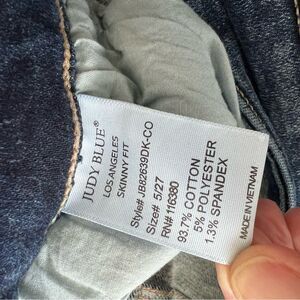 JUDY BLUE®
LOS ANGELES
SKINNY FIT
Style# JB82639DK-CO
Size# 5/27
RN# 116380
93.7% COTTON
5% POLYESTER
1.3% SPANDEX
MADE IN VIETNAM